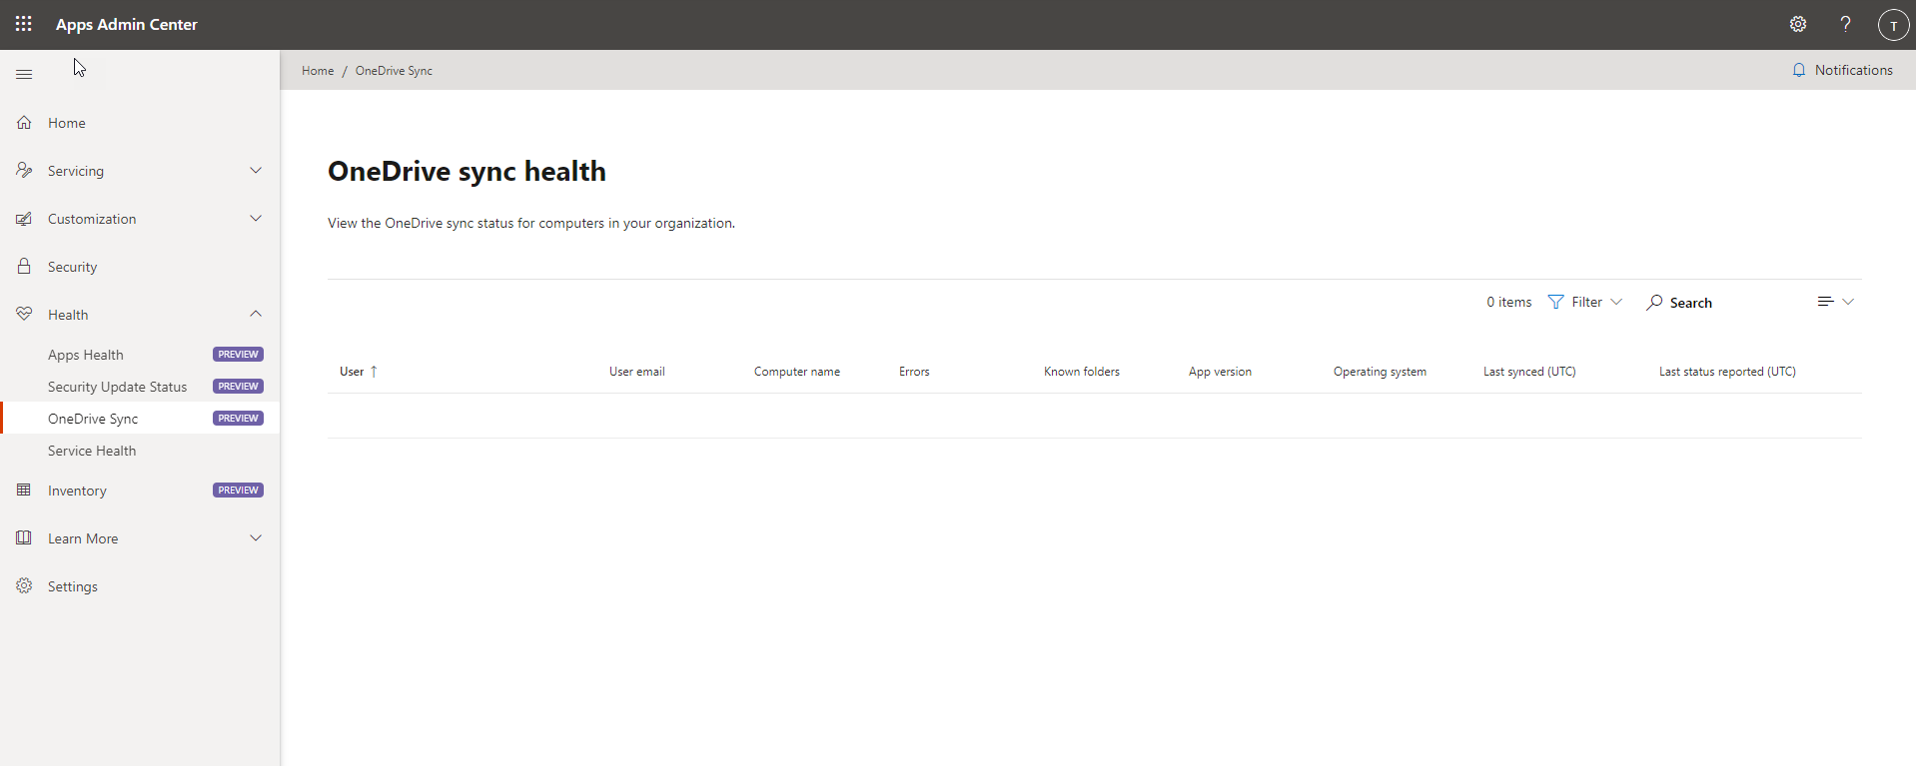 Apps Admin Center
?
T
Home / OneDrive Sync
Notifications
Home
Servicing
Customization
Security
Health
Apps Health PREVIEW
Security Update Status PREVIEW
OneDrive Sync PREVIEW
Service Health
Inventory PREVIEW
Learn More
Settings
OneDrive sync health
View the OneDrive sync status for computers in your organization.
0 items Filter Search
User ↑ User email Computer name Errors Known folders App version Operating system Last synced (UTC) Last status reported (UTC)